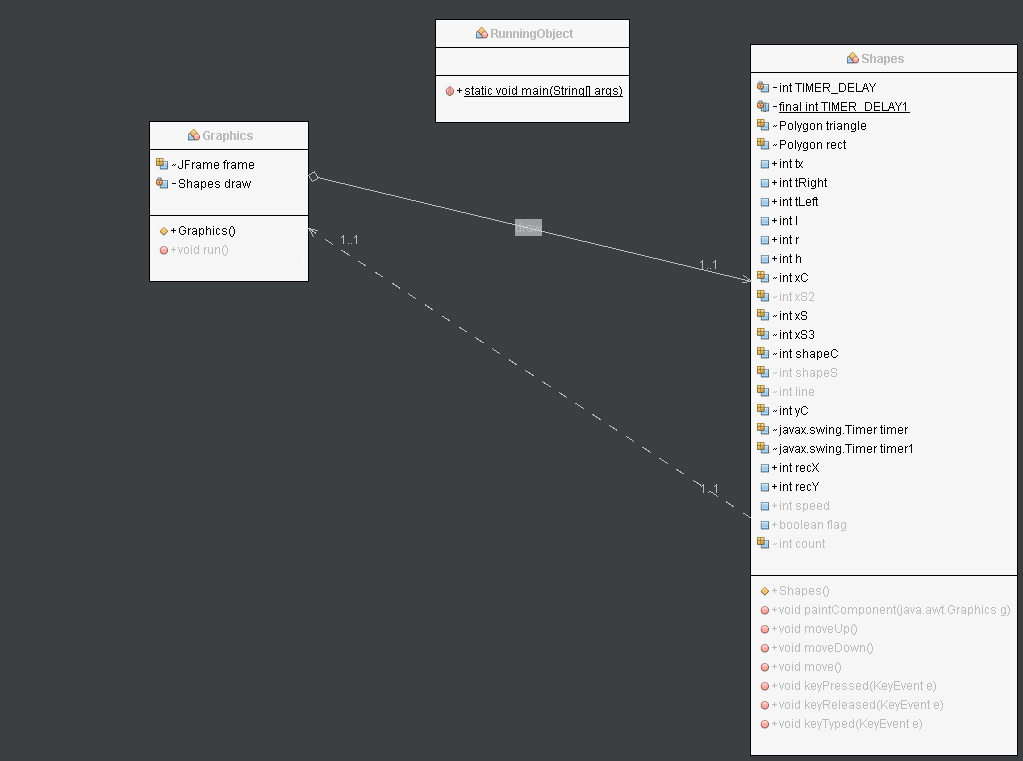 RunningObject
+static void main(String[] args)
Graphics
~JFrame frame
-Shapes draw
+Graphics()
+void run()
draw
1..1
1..1
1..1
Shapes
-int TIMER_DELAY
-final int TIMER_DELAY1
~Polygon triangle
~Polygon rect
+int tx
+int tRight
+int tLeft
+int l
+int r
+int h
~int xC
~int xS2
~int xS
~int xS3
~int shapeC
~int shapeS
~int line
~int yC
~javax.swing.Timer timer
~javax.swing.Timer timer1
+int recX
+int recY
+int speed
+boolean flag
~int count
+Shapes()
+void paintComponent(java.awt.Graphics g)
+void moveUp()
+void moveDown()
+void move()
+void keyPressed(KeyEvent e)
+void keyReleased(KeyEvent e)
+void keyTyped(KeyEvent e)